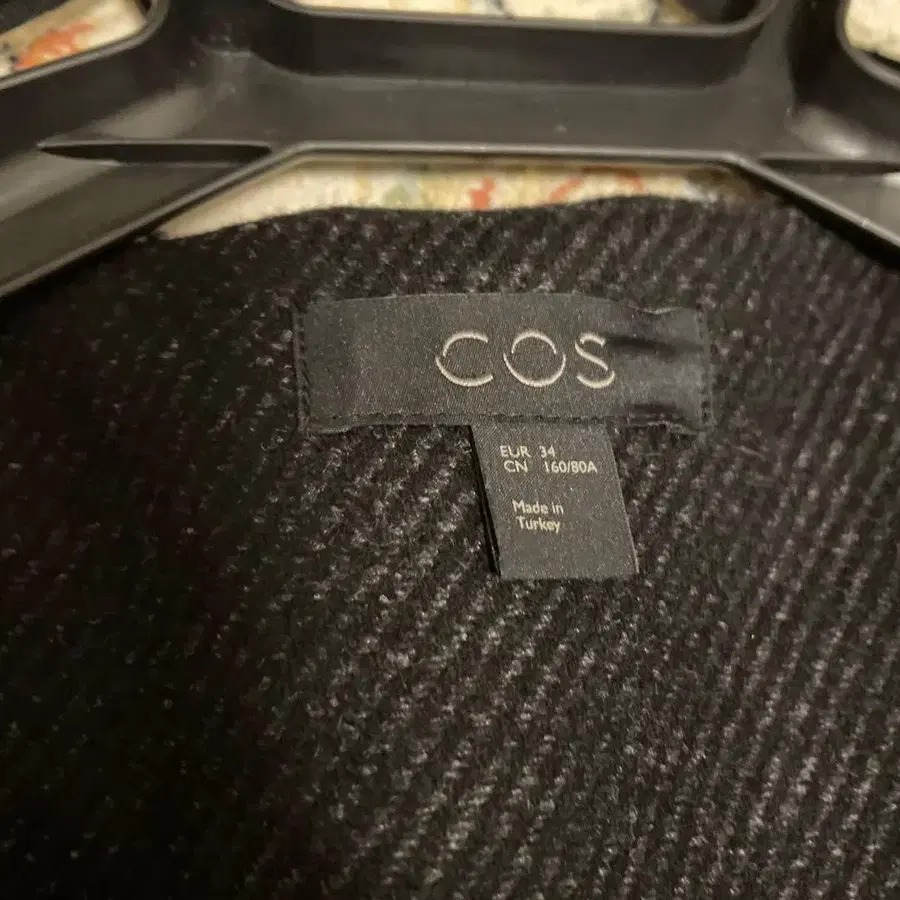 COS
EUR 34
CN 160/80A
Made in
Turkey